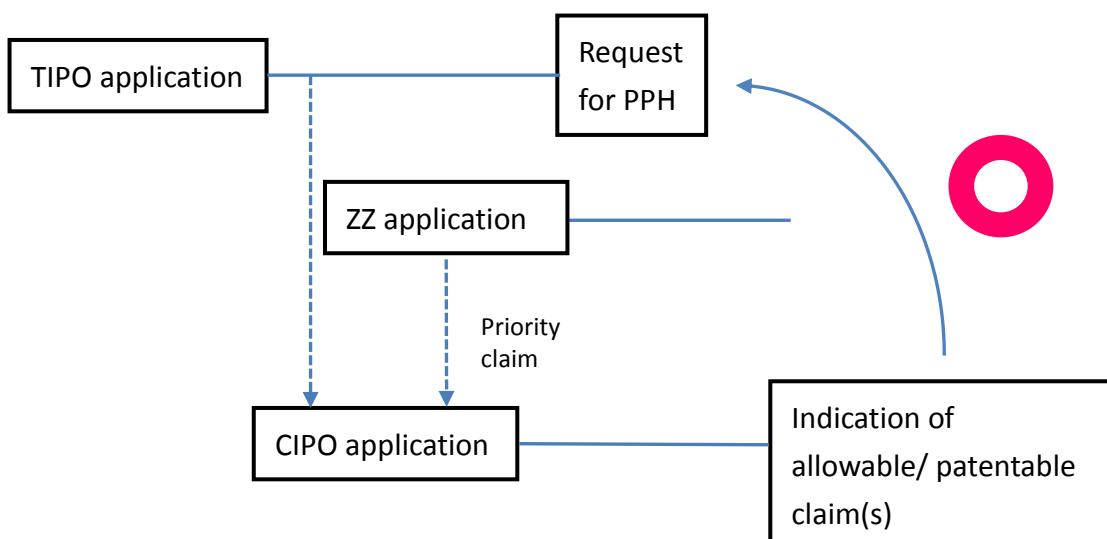 TIPO application
Request
for PPH
ZZ application
Priority
claim
CIPO application
Indication of
allowable/ patentable
claim(s)